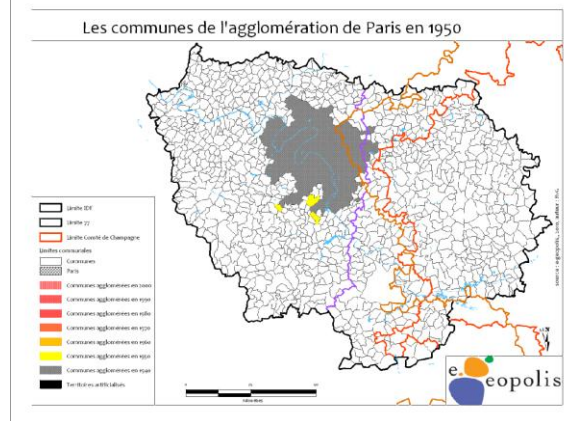 Les communes de l'agglomération de Paris en 1950
Limite IDF
Limite 77
Limite Comté de Champagne
Limites communales
Communes
Paris
Communes agglomérées en 2000
Communes agglomérées en 1990
Communes agglomérées en 1980
Communes agglomérées en 1970
Communes agglomérées en 1960
Communes agglomérées en 1950
Communes agglomérées en 1940
Territoires artificialisés
kilomètres
e.
eopolis